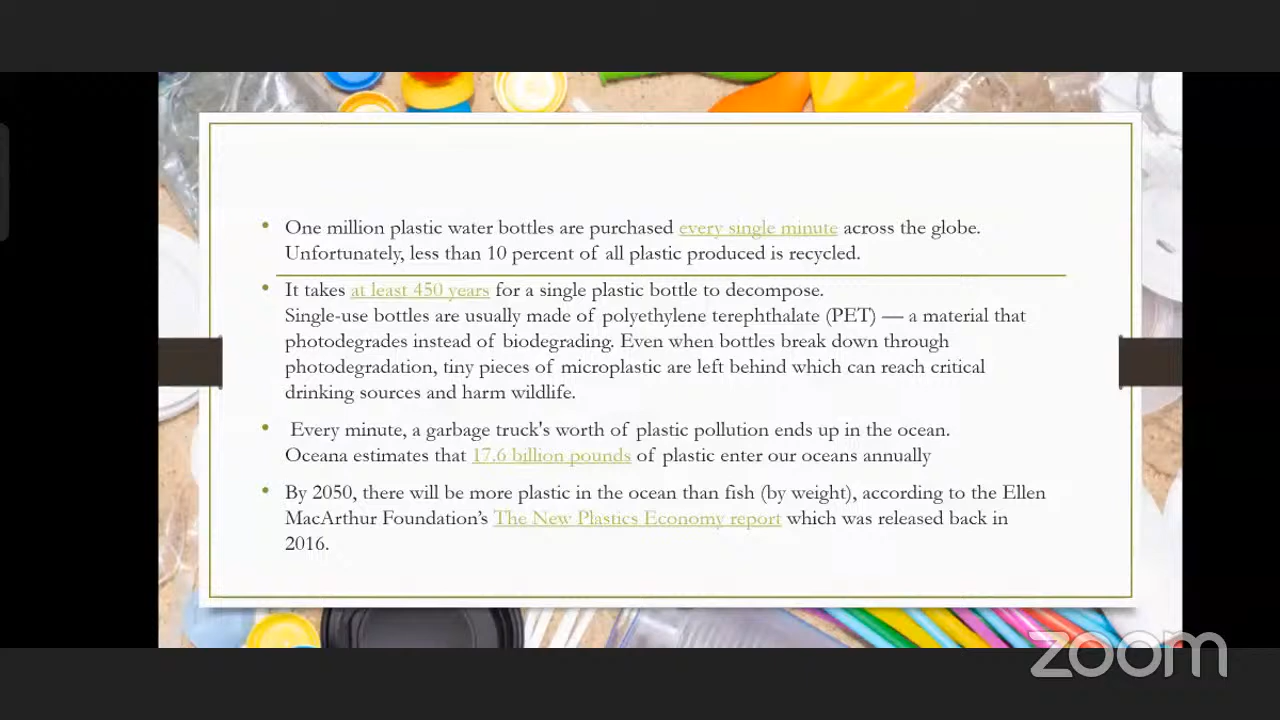 One million plastic water bottles are purchased every single minute across the globe.
Unfortunately, less than 10 percent of all plastic produced is recycled.
It takes at least 450 years for a single plastic bottle to decompose.
Single-use bottles are usually made of polyethylene terephthalate (PET) — a material that
photodegrades instead of biodegrading. Even when bottles break down through
photodegradation, tiny pieces of microplastic are left behind which can reach critical
drinking sources and harm wildlife.
Every minute, a garbage truck's worth of plastic pollution ends up in the ocean.
Oceana estimates that 17.6 billion pounds of plastic enter our oceans annually
By 2050, there will be more plastic in the ocean than fish (by weight), according to the Ellen
MacArthur Foundation’s The New Plastics Economy report which was released back in
2016.
zoom